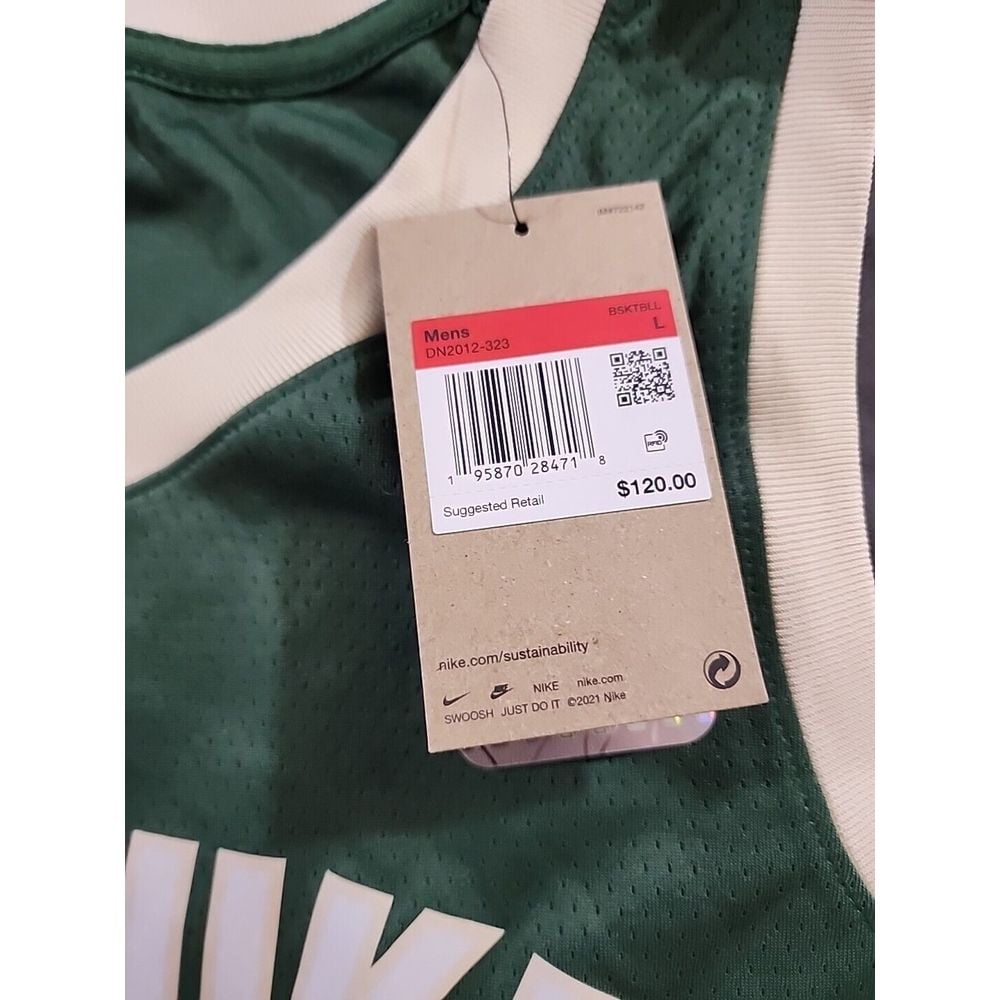 BSKTBLL
Mens L
DN2012-323
1 95870 28471 8
RFID
Suggested Retail $120.00
nike.com/sustainability
NIKE nike.com
SWOOSH JUST DO IT ©2021 Nike